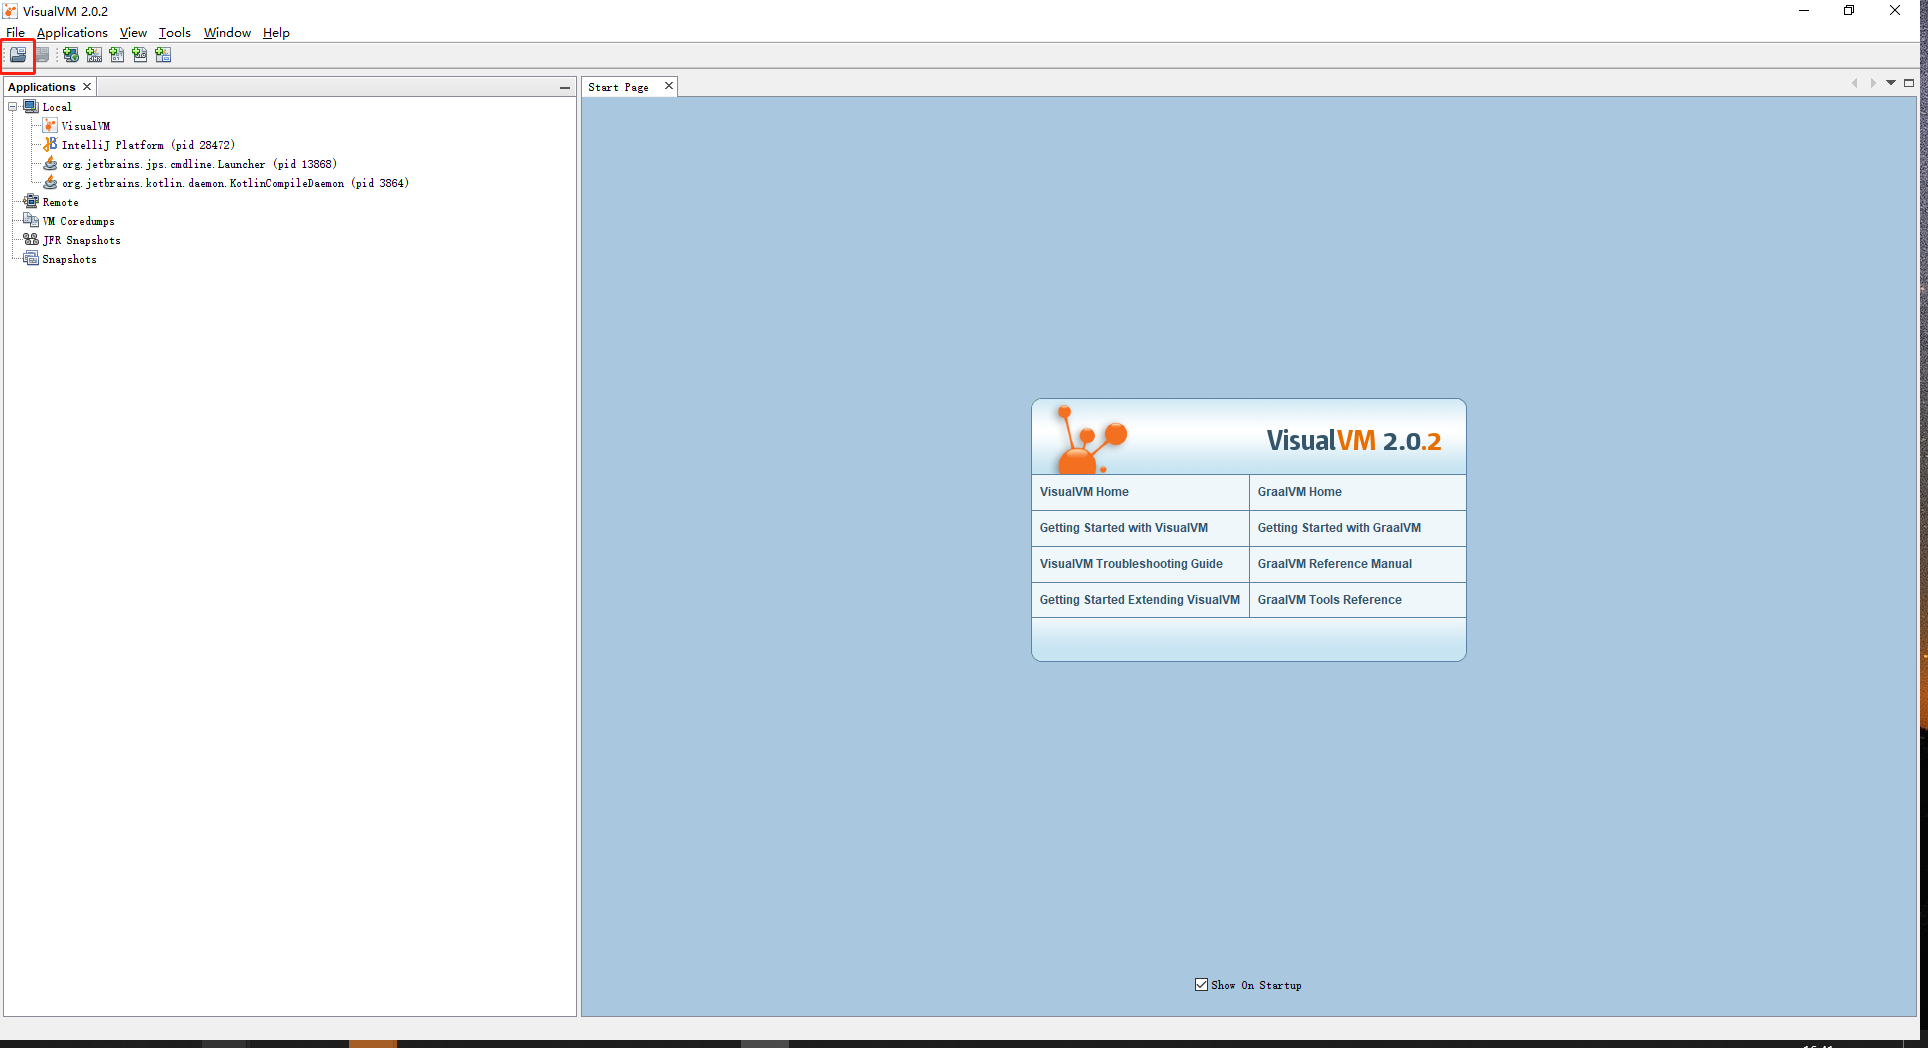 VisualVM 2.0.2
File Applications View Tools Window Help
Applications
Start Page
Local
VisualVM
IntelliJ Platform (pid 28472)
org.jetbrains.jps.cmdline.Launcher (pid 13868)
org.jetbrains.kotlin.daemon.KotlinCompileDaemon (pid 3864)
Remote
VM Coredumps
JFR Snapshots
Snapshots
VisualVM 2.0.2
VisualVM Home
GraalVM Home
Getting Started with VisualVM
Getting Started with GraalVM
VisualVM Troubleshooting Guide
GraalVM Reference Manual
Getting Started Extending VisualVM
GraalVM Tools Reference
Show On Startup